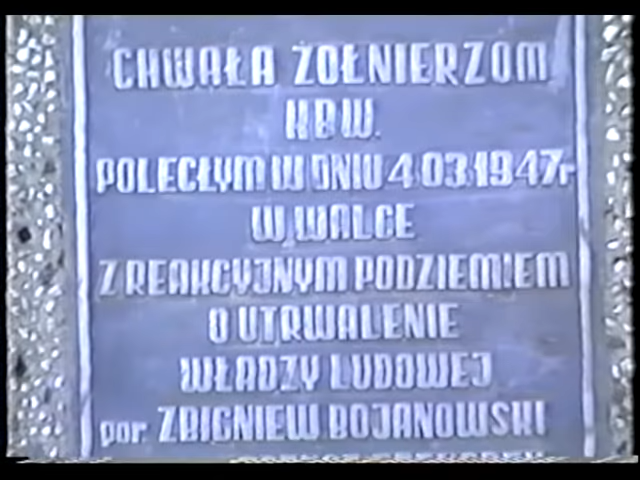 CHWAŁA ŻOŁNIERZOM
KBW.
POLEGŁYM W DNIU 4.03.1947r
W WALCE
Z REAKCYJNYM PODZIEMIEM
O UTRWALENIE
WŁADZY LUDOWEJ
por. ZBIGNIEW BOJANOWSKI